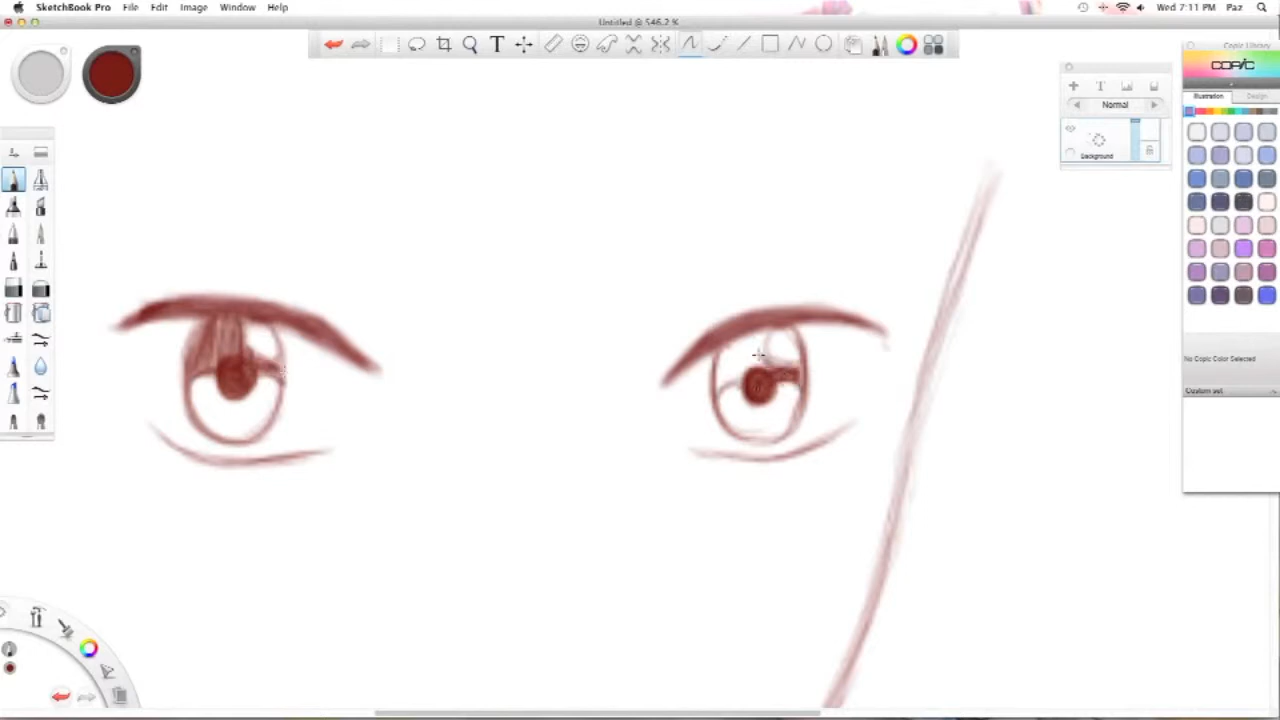 SketchBook Pro File Edit Image Window Help
Wed 7:11 PM Paz
Untitled @ 546.2 %
T
Copic Library
COPIC
T
Illustration Design
Normal
Background
No Copic Color Selected
Custom set